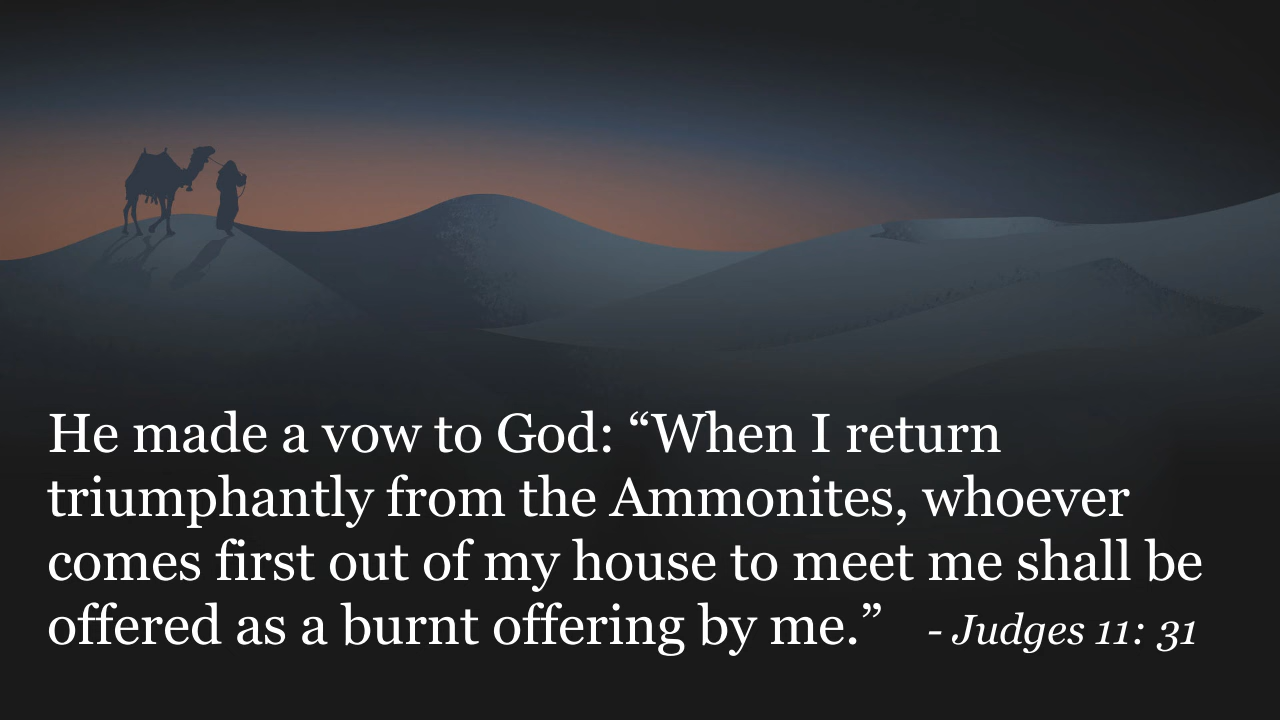 He made a vow to God: “When I return
triumphantly from the Ammonites, whoever
comes first out of my house to meet me shall be
offered as a burnt offering by me.” - Judges 11: 31